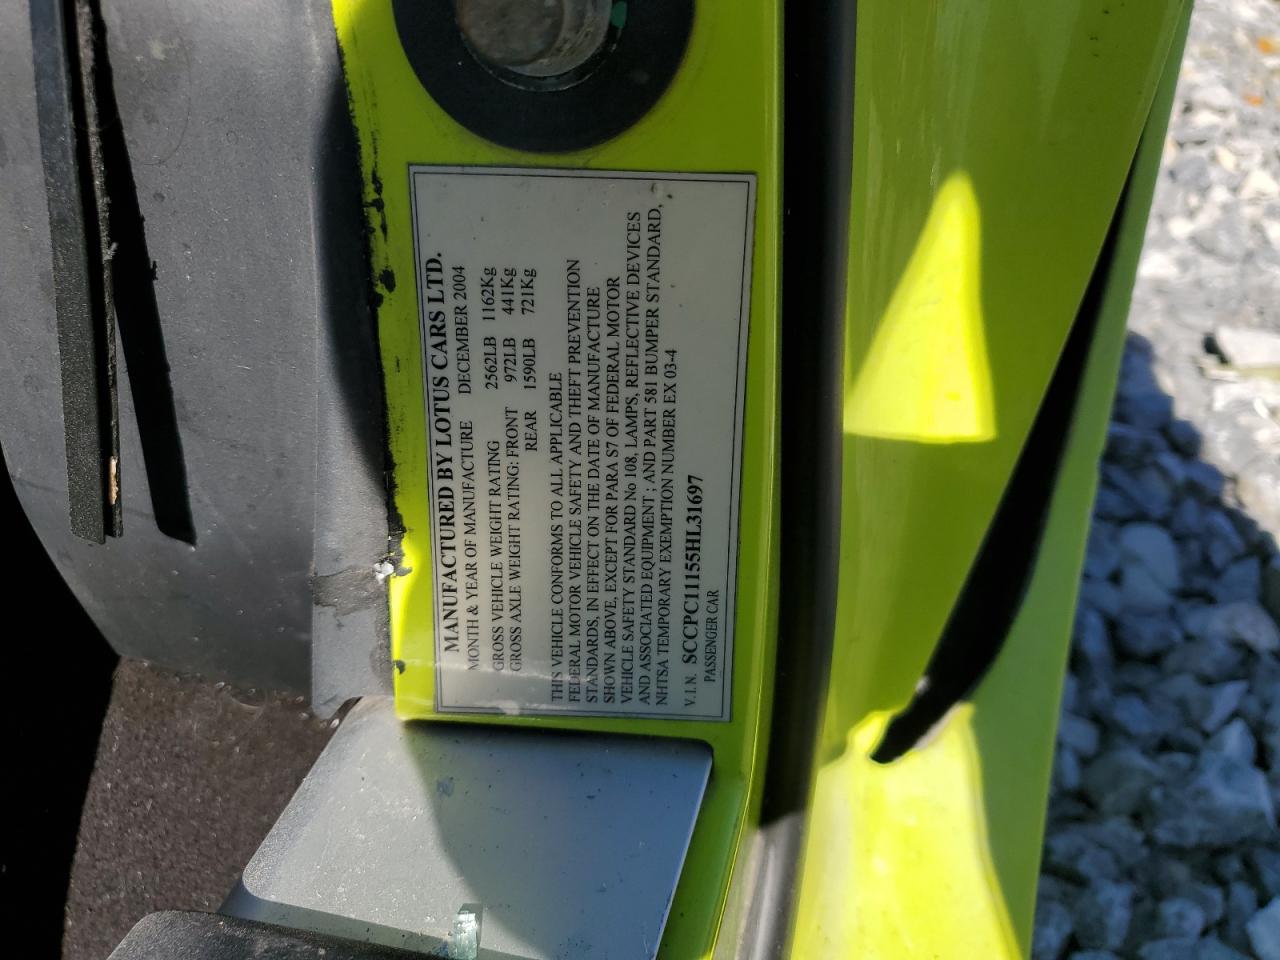 MANUFACTURED BY LOTUS CARS LTD.
MONTH & YEAR OF MANUFACTURE DECEMBER 2004
GROSS VEHICLE WEIGHT RATING 2562LB 1162Kg
GROSS AXLE WEIGHT RATING: FRONT 972LB 441Kg
REAR 1590LB 721Kg
THIS VEHICLE CONFORMS TO ALL APPLICABLE
FEDERAL MOTOR VEHICLE SAFETY AND THEFT PREVENTION
STANDARDS, IN EFFECT ON THE DATE OF MANUFACTURE
SHOWN ABOVE, EXCEPT FOR PARA S7 OF FEDERAL MOTOR
VEHICLE SAFETY STANDARD No 108, LAMPS, REFLECTIVE DEVICES
AND ASSOCIATED EQUIPMENT ; AND PART 581 BUMPER STANDARD,
NHTSA TEMPORARY EXEMPTION NUMBER EX 03-4
V.I.N. SCCPC11155HL31697
PASSENGER CAR